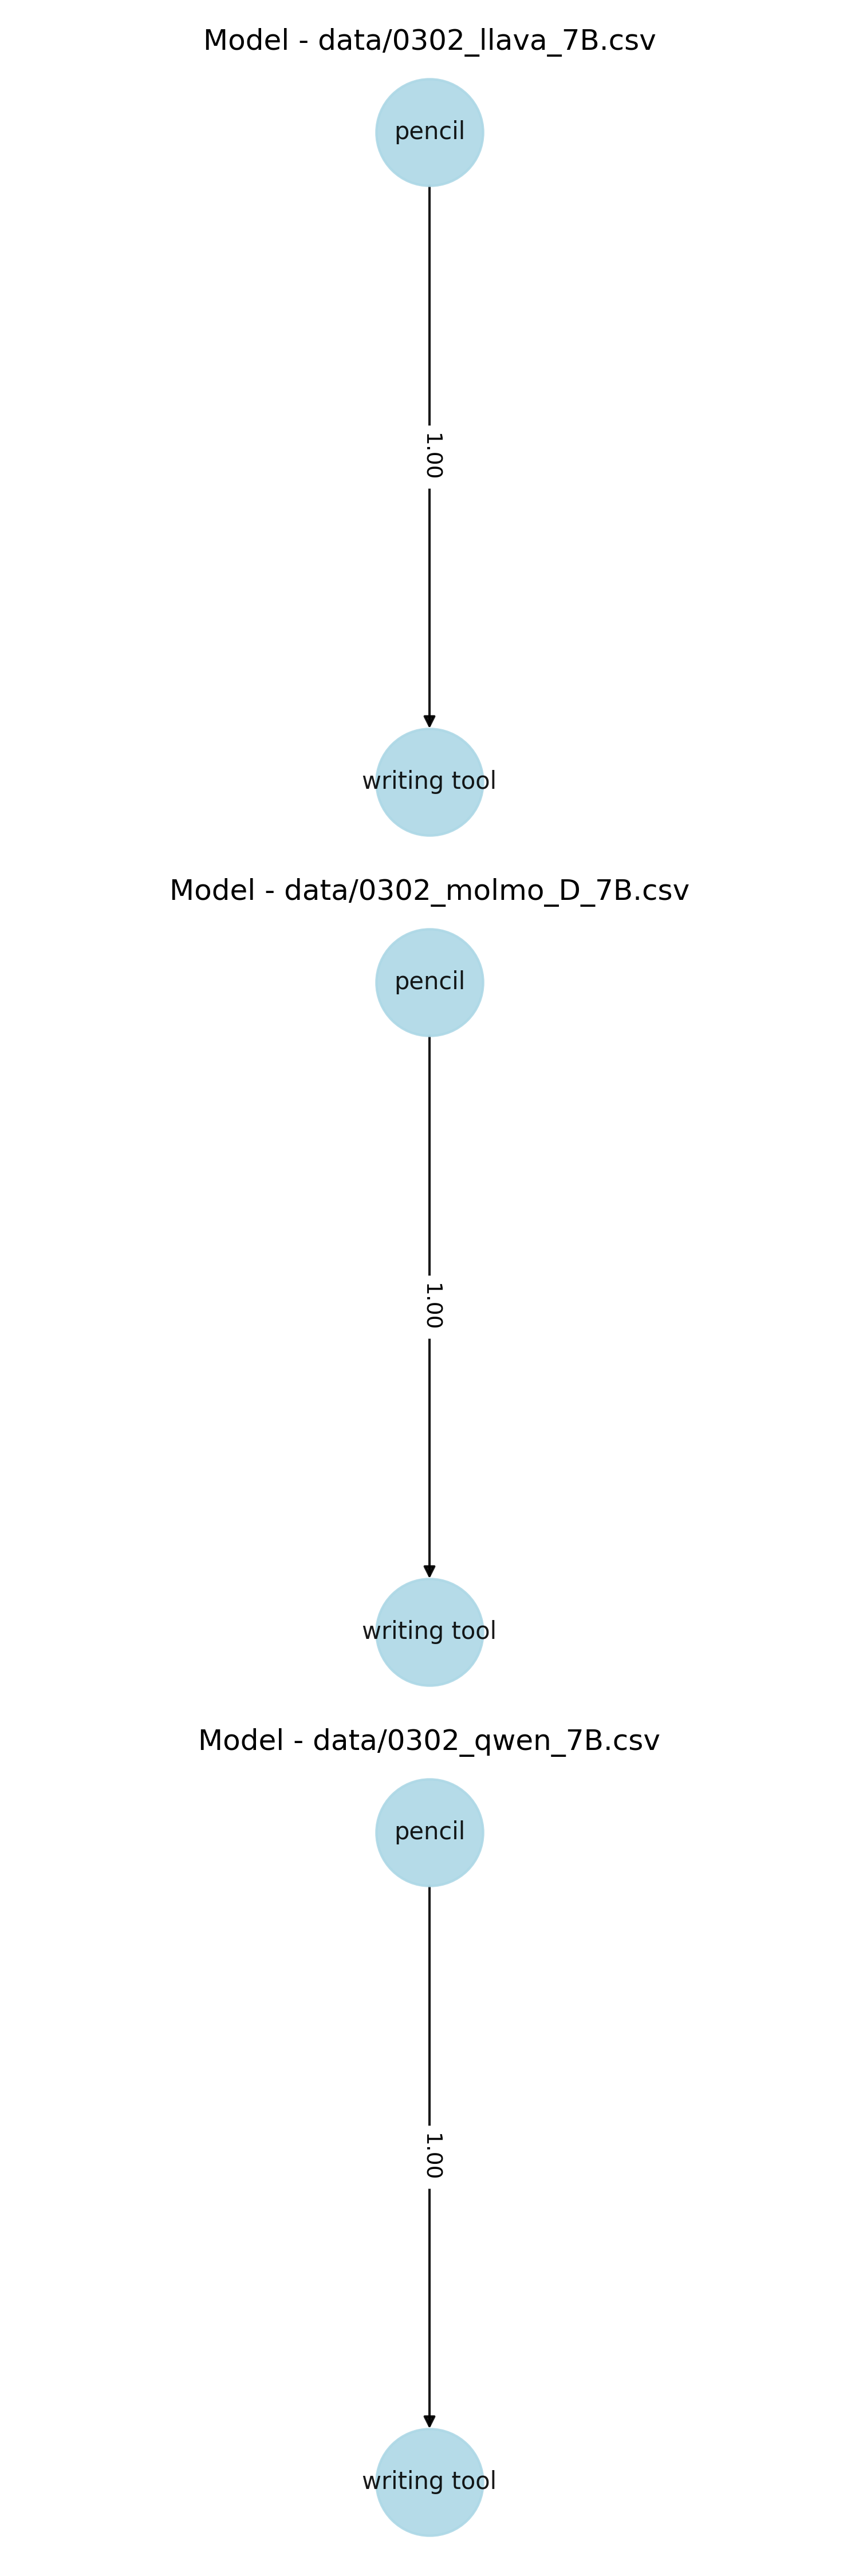 Model - data/0302_llava_7B.csv
pencil
1.00
writing tool
Model - data/0302_molmo_D_7B.csv
pencil
1.00
writing tool
Model - data/0302_qwen_7B.csv
pencil
1.00
writing tool